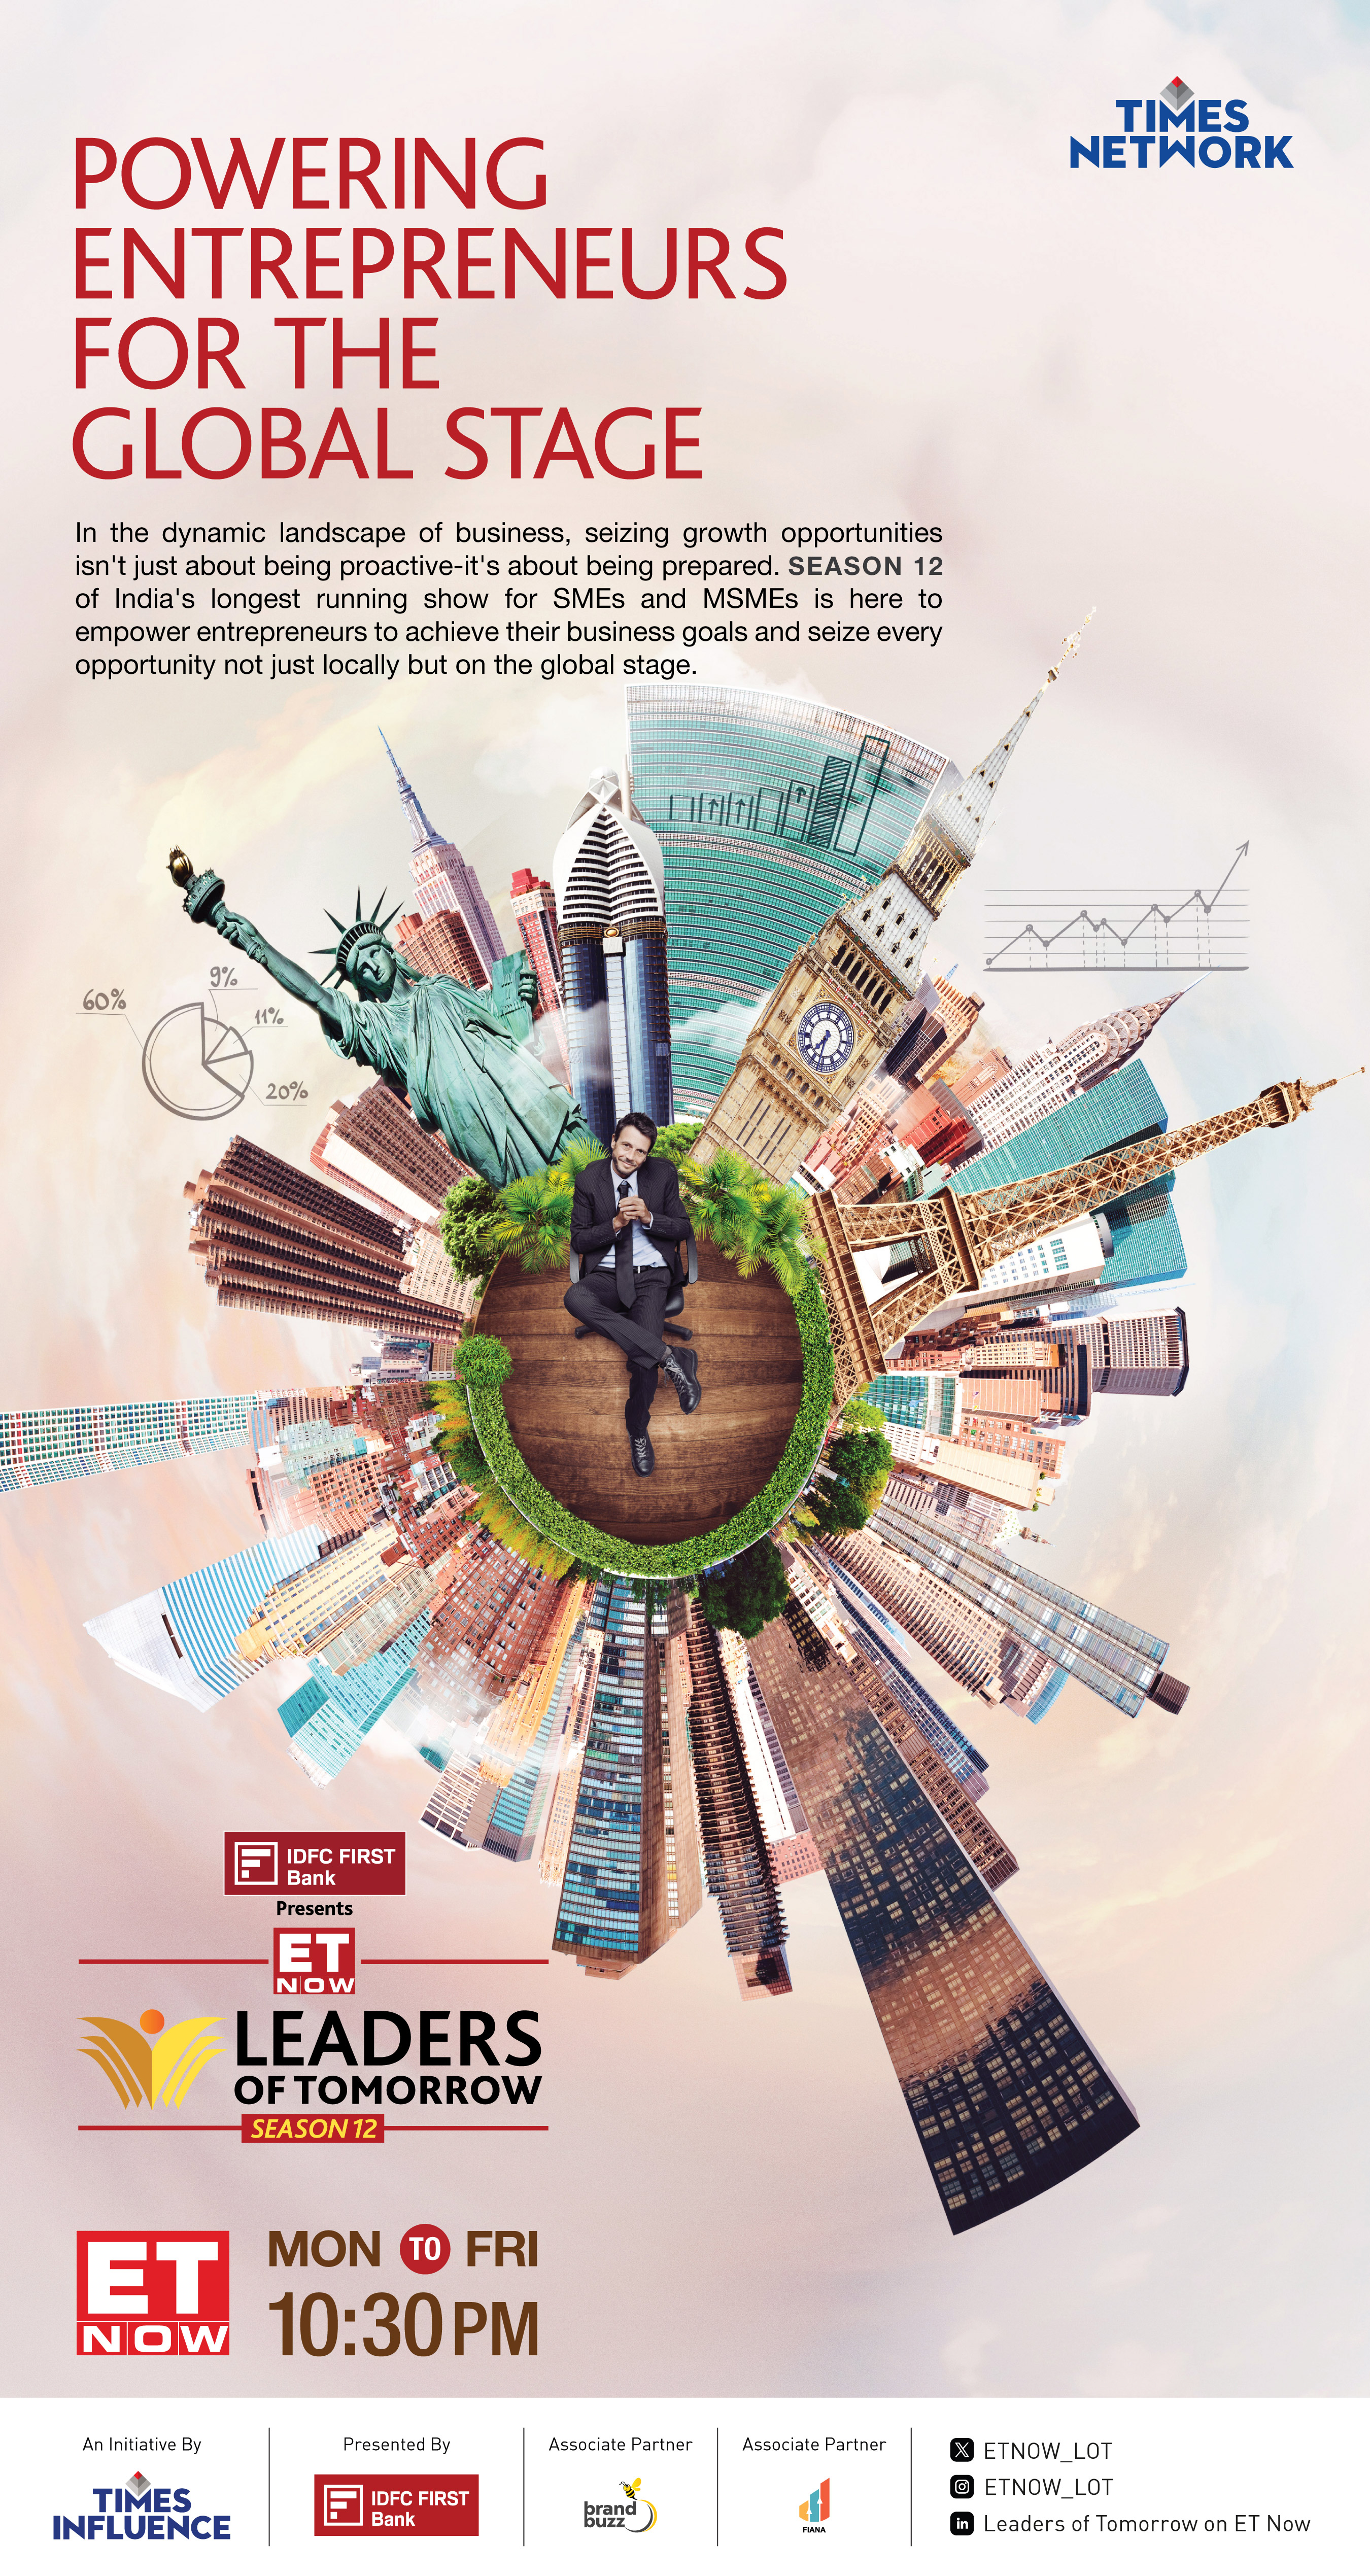 TIMES
NETWORK
POWERING
ENTREPRENEURS
FOR THE
GLOBAL STAGE
In the dynamic landscape of business, seizing growth opportunities
isn't just about being proactive-it's about being prepared. SEASON 12
of India's longest running show for SMEs and MSMEs is here to
empower entrepreneurs to achieve their business goals and seize every
opportunity not just locally but on the global stage.
9%
60%
11%
20%
IDFC FIRST
Bank
Presents
ET
NOW
LEADERS
OF TOMORROW
SEASON 12
ET
NOW
MON TO FRI
10:30 PM
An Initiative By
TIMES
INFLUENCE
Presented By
IDFC FIRST
Bank
Associate Partner
brand
buzz
Associate Partner
FIANA
X ETNOW_LOT
ETNOW_LOT
in Leaders of Tomorrow on ET Now